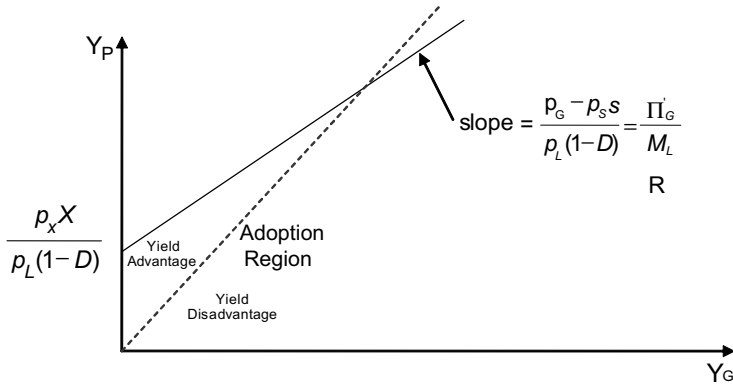 Y_P
slope = (p_G – p_S s) / (p_L (1–D)) = Π'_G / M_L
R
p_x X / (p_L (1– D))
Yield
Advantage
Adoption
Region
Yield
Disadvantage
Y_G